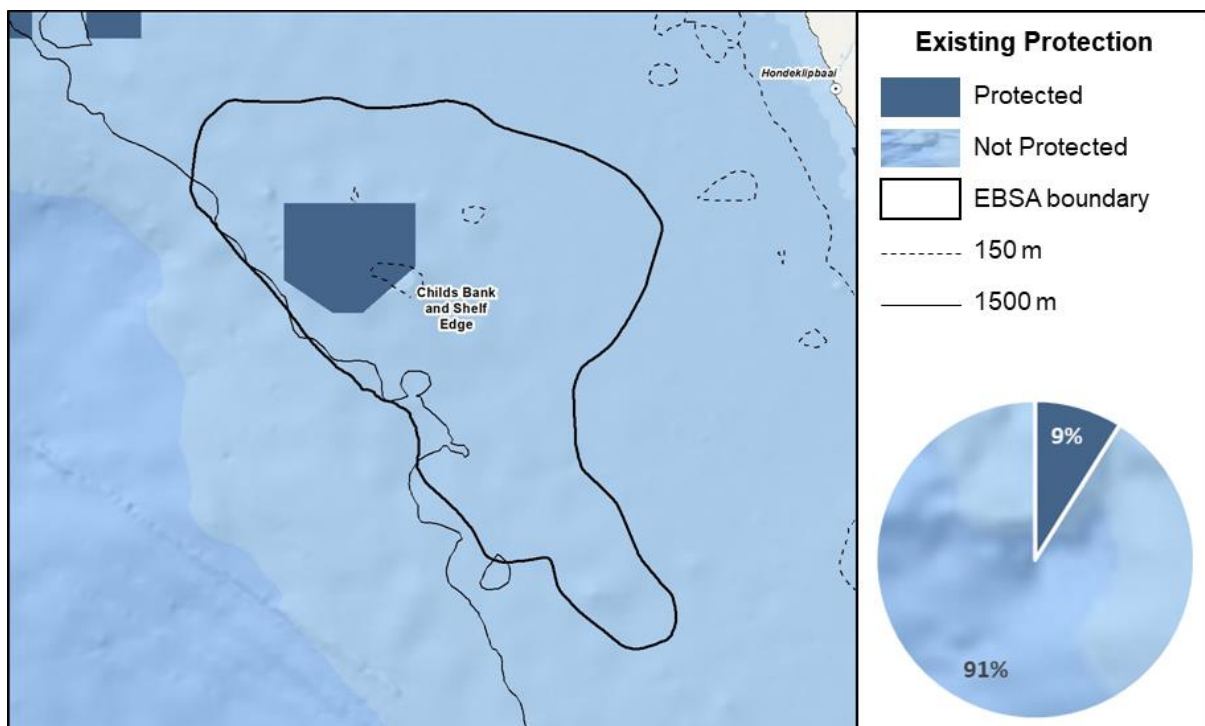 Hondeklipbaai
Childs Bank
and Shelf
Edge
Existing Protection
Protected
Not Protected
EBSA boundary
150 m
1500 m
9%
91%